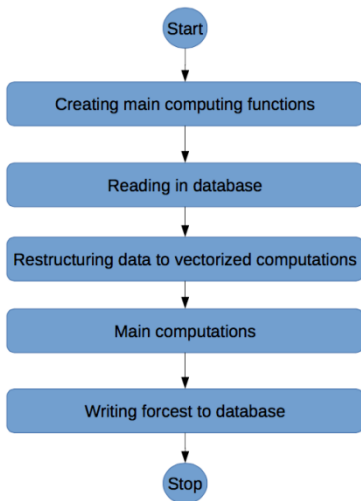 Start
Creating main computing functions
Reading in database
Restructuring data to vectorized computations
Main computations
Writing forcest to database
Stop